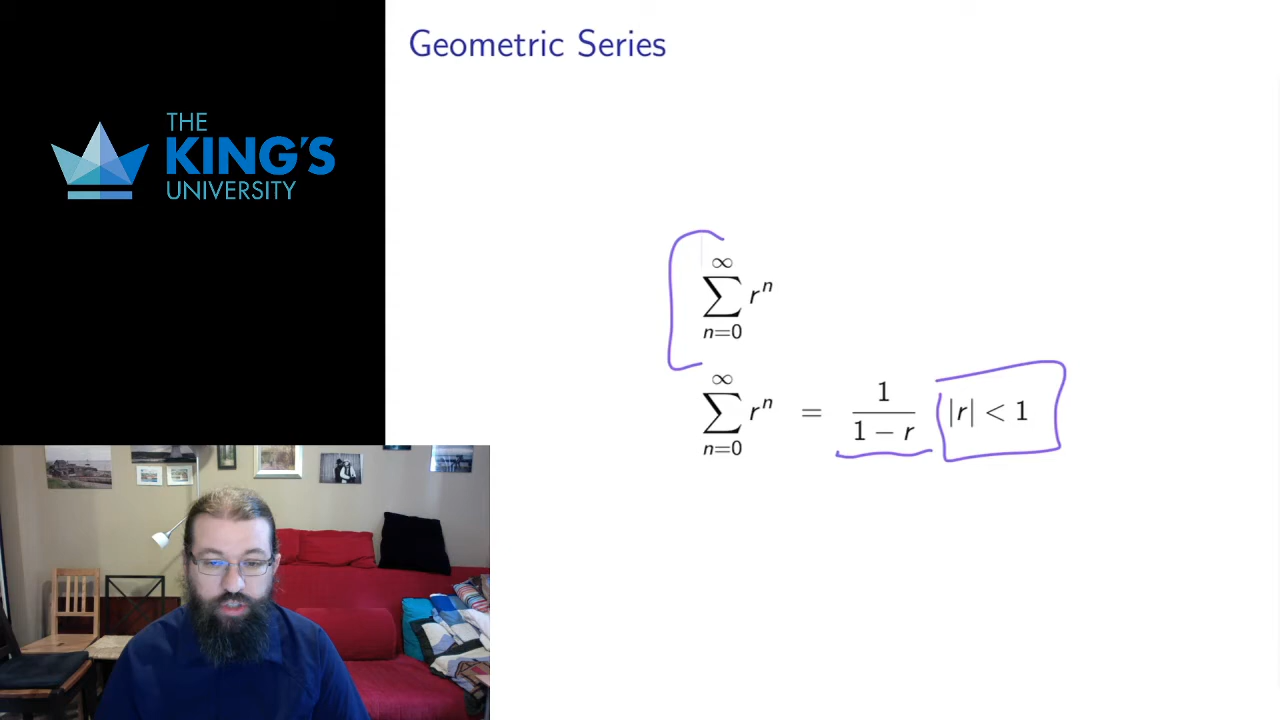 THE
KING'S
UNIVERSITY
Geometric Series
∞
∑ rⁿ
n=0
∞
∑ rⁿ = 1/(1 − r) |r| < 1
n=0